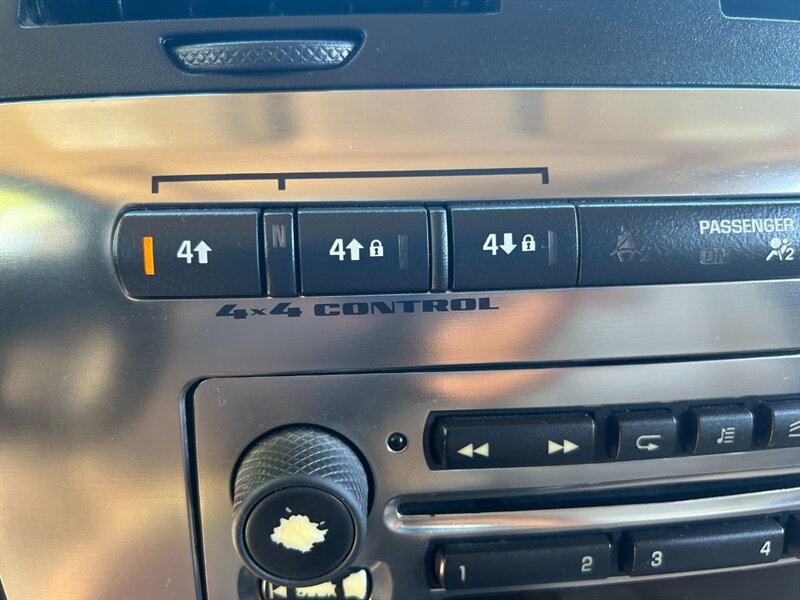 4 N 4 4 PASSENGER
ON 2
4x4 CONTROL
1 2 3 4